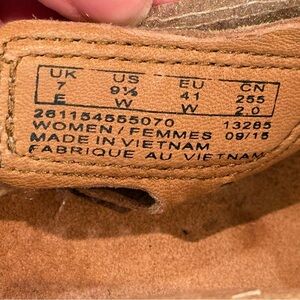 UK US EU CN
7 9½ 41 255
E W W 2.0
261154555070 13285
WOMEN/FEMMES 09/15
MADE IN VIETNAM
FABRIQUE AU VIETNAM